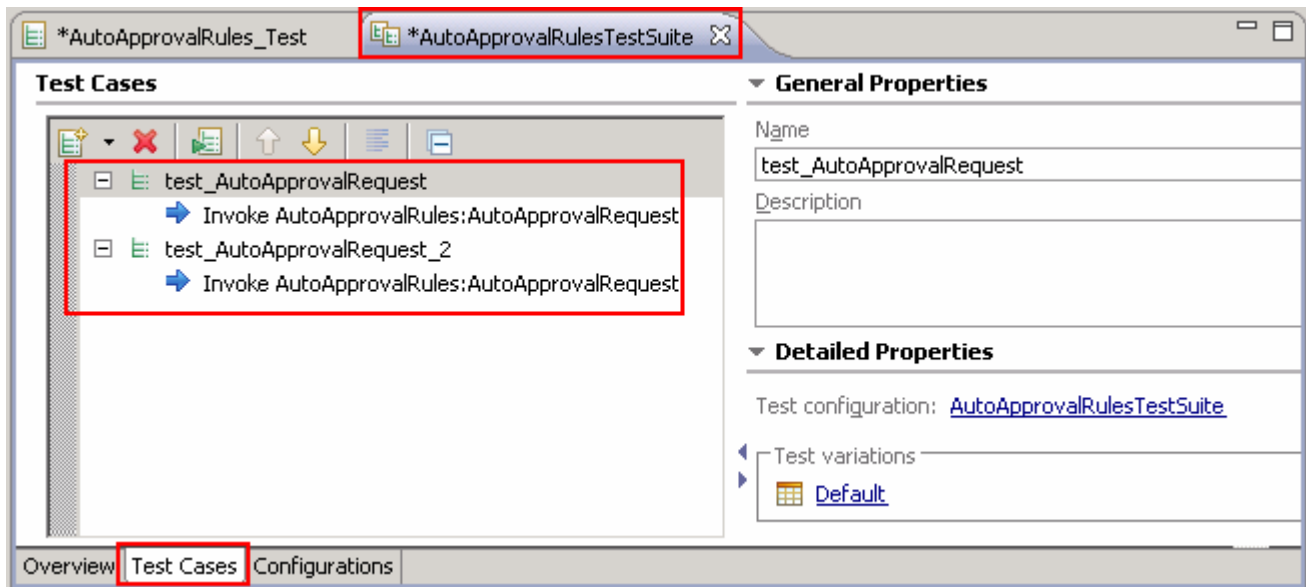 *AutoApprovalRules_Test
*AutoApprovalRulesTestSuite
Test Cases
test_AutoApprovalRequest
Invoke AutoApprovalRules:AutoApprovalRequest
test_AutoApprovalRequest_2
Invoke AutoApprovalRules:AutoApprovalRequest
General Properties
Name
test_AutoApprovalRequest
Description
Detailed Properties
Test configuration: AutoApprovalRulesTestSuite
Test variations
Default
Overview Test Cases Configurations